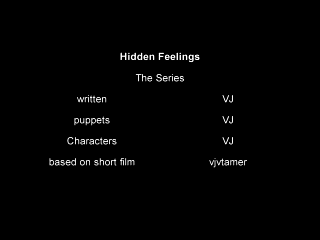 Hidden Feelings
The Series
written VJ
puppets VJ
Characters VJ
based on short film vjvtamer